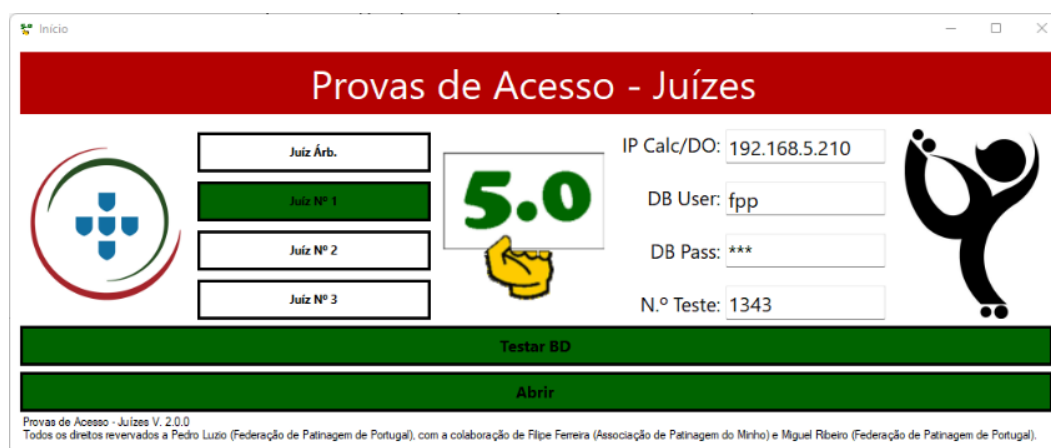 5.0
Início
Provas de Acesso - Juízes
Juíz Árb.
Juíz Nº 1
Juíz Nº 2
Juíz Nº 3
5.0
IP Calc/DO: 192.168.5.210
DB User: fpp
DB Pass: ***
N.º Teste: 1343
Testar BD
Abrir
Provas de Acesso - Juízes V. 2.0.0
Todos os direitos revervados a Pedro Luzio (Federação de Patinagem de Portugal), com a colaboração de Filipe Ferreira (Associação de Patinagem do Minho) e Miguel Ribeiro (Federação de Patinagem de Portugal).